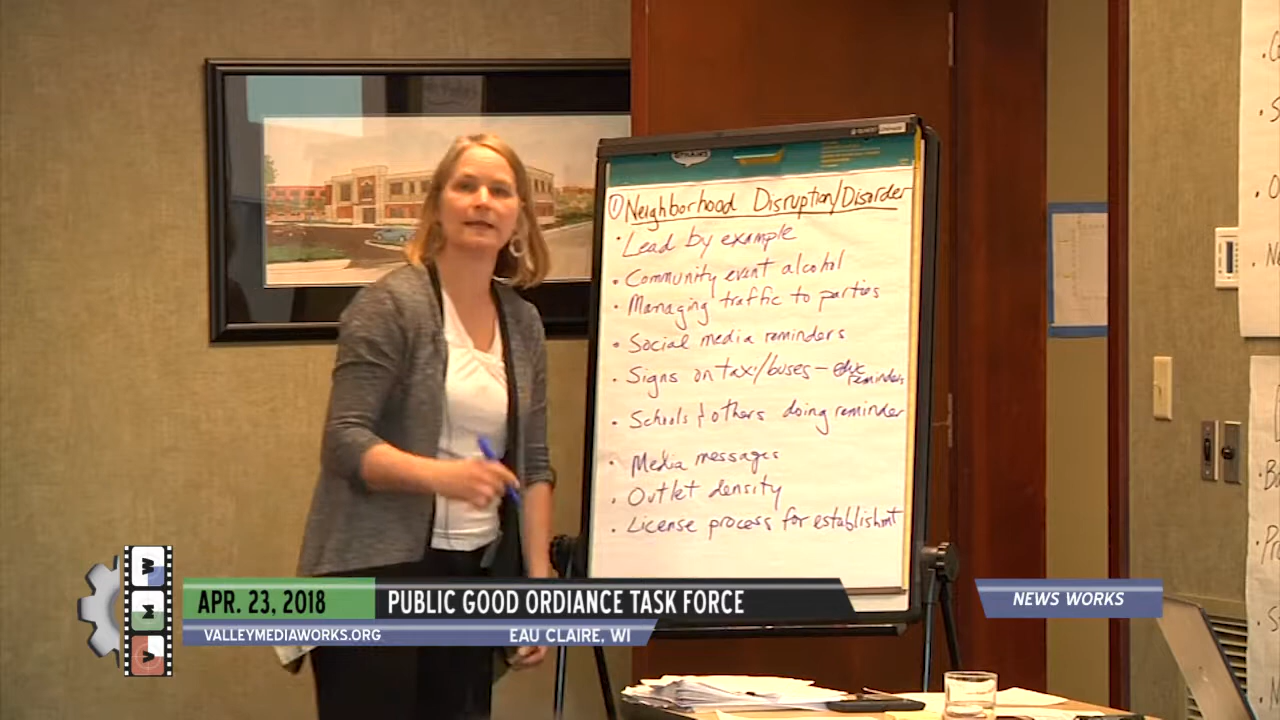 ① Neighborhood Disruption/Disorder
• Lead by example
• Community event alcohol
• Managing traffic to parties
• Social media reminders
• Signs on taxi/buses –
reminders
• Schools & others doing reminder
• Media messages
• Outlet density
• License process for establishmt
W
M
V
APR. 23, 2018
PUBLIC GOOD ORDIANCE TASK FORCE
VALLEYMEDIAWORKS.ORG
EAU CLAIRE, WI
NEWS WORKS